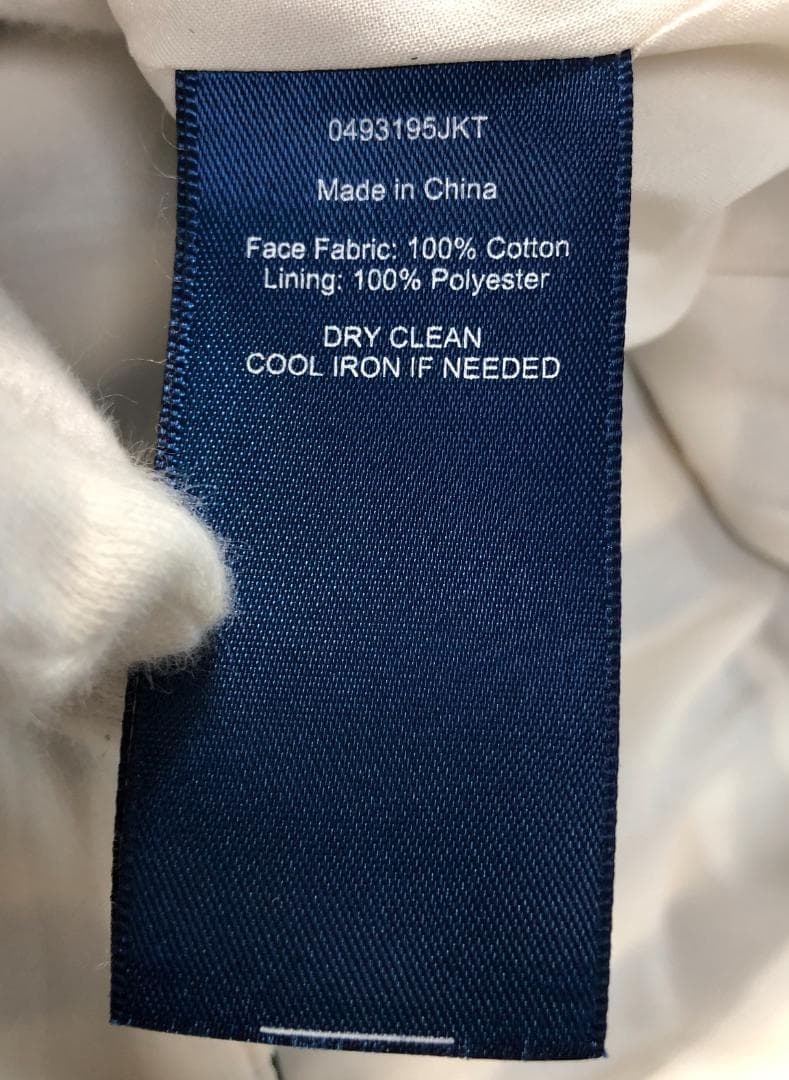 0493195JKT
Made in China
Face Fabric: 100% Cotton
Lining: 100% Polyester
DRY CLEAN
COOL IRON IF NEEDED